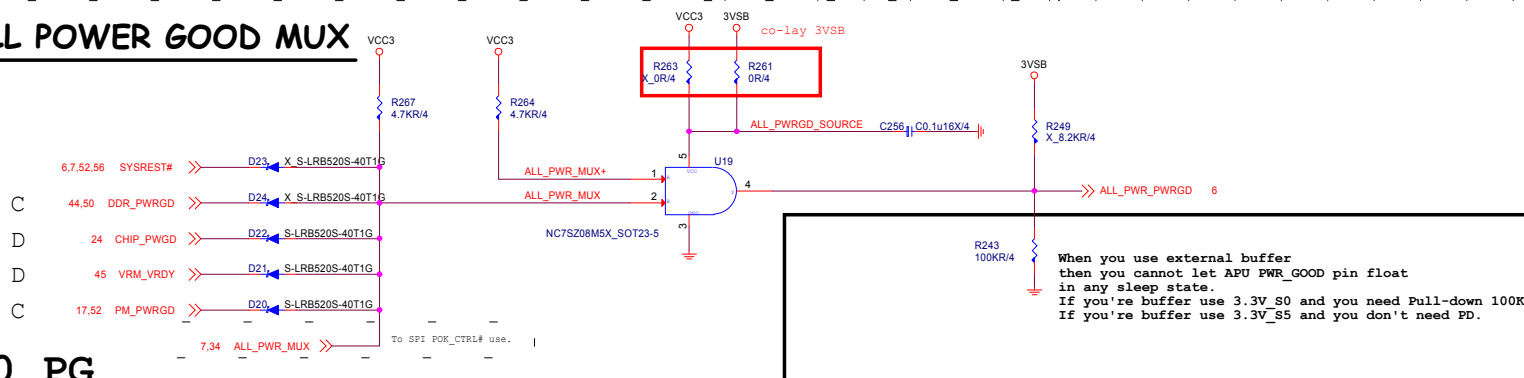 LL POWER GOOD MUX
VCC3
VCC3
VCC3
3VSB
co-lay 3VSB
R263
X_0R/4
R261
0R/4
3VSB
R267
4.7KR/4
R264
4.7KR/4
ALL_PWRGD_SOURCE
C256
C0.1u16X/4
R249
X_8.2KR/4
6,7,52,56 SYSREST#
D23
X_S-LRB520S-40T1G
ALL_PWR_MUX+
1
A
5
VCC
U19
C
44,50 DDR_PWRGD
D24
X_S-LRB520S-40T1G
ALL_PWR_MUX
2
B
Y
4
ALL_PWR_PWRGD 6
D
24 CHIP_PWGD
D22
S-LRB520S-40T1G
NC7SZ08M5X_SOT23-5
GND
3
R243
100KR/4
D
45 VRM_VRDY
D21
S-LRB520S-40T1G
C
17,52 PM_PWRGD
D20
S-LRB520S-40T1G
When you use external buffer
then you cannot let APU PWR_GOOD pin float
in any sleep state.
If you're buffer use 3.3V_S0 and you need Pull-down 100K
If you're buffer use 3.3V_S5 and you don't need PD.
7,34 ALL_PWR_MUX
To SPI POK_CTRL# use.
PG